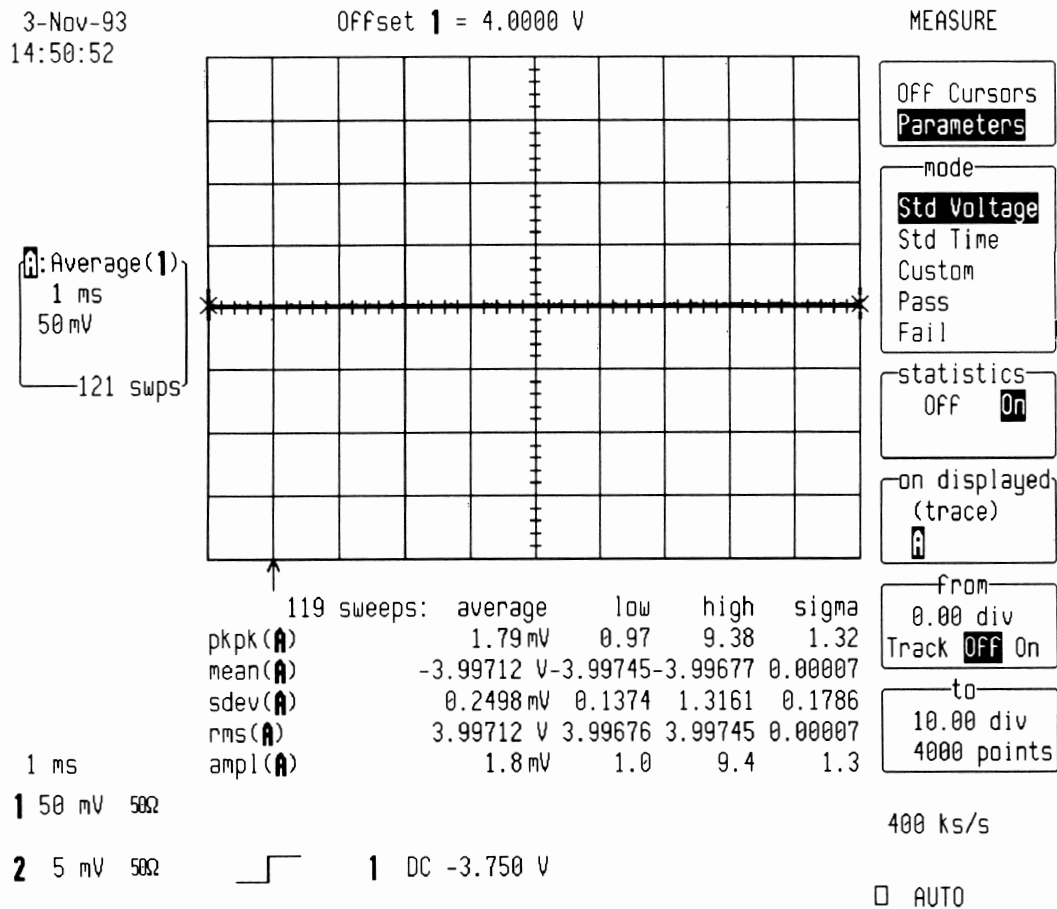 3-Nov-93
14:50:52
Offset 1 = 4.0000 V
MEASURE
Off Cursors
Parameters
mode
Std Voltage
Std Time
Custom
Pass
Fail
statistics
Off On
on displayed
(trace)
A
from
0.00 div
Track Off On
to
10.00 div
4000 points
A:Average(1)
1 ms
50 mV
121 swps
119 sweeps: average low high sigma
pkpk(A) 1.79 mV 0.97 9.38 1.32
mean(A) -3.99712 V-3.99745-3.99677 0.00007
sdev(A) 0.2498 mV 0.1374 1.3161 0.1786
rms(A) 3.99712 V 3.99676 3.99745 0.00007
ampl(A) 1.8 mV 1.0 9.4 1.3
1 ms
1 50 mV 50Ω
2 5 mV 50Ω
1 DC -3.750 V
400 ks/s
AUTO